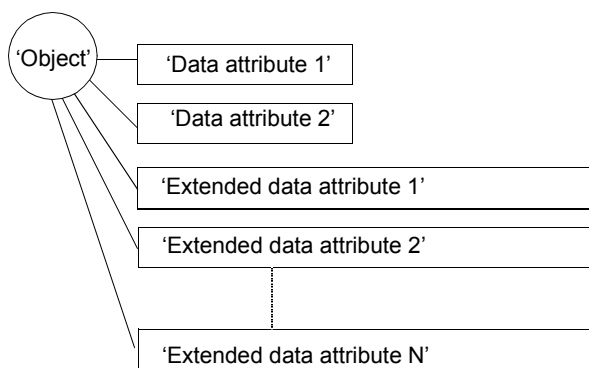 ‘Object’
‘Data attribute 1’
‘Data attribute 2’
‘Extended data attribute 1’
‘Extended data attribute 2’
‘Extended data attribute N’